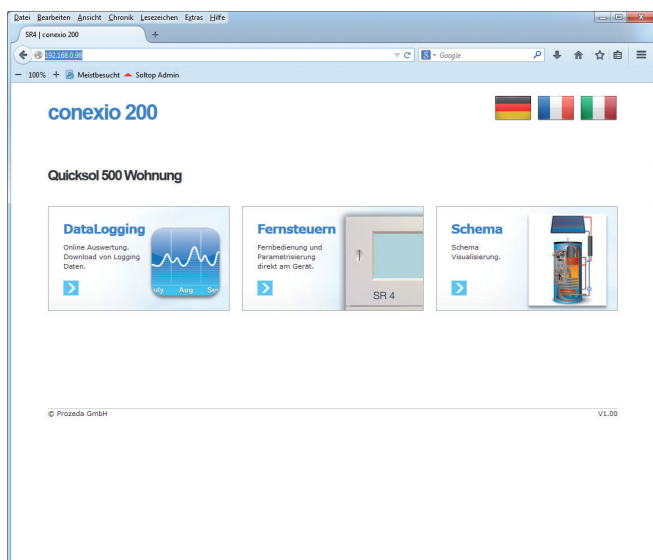 Datei Bearbeiten Ansicht Chronik Lesezeichen Extras Hilfe
SR4 | conexio 200
192.168.0.98
Google
100% Meistbesucht Soltop Admin
conexio 200
Quicksol 500 Wohnung
DataLogging
Online Auswertung.
Download von Logging
Daten.
July Aug Sep
Fernsteuern
Fernbedienung und
Parametrisierung
direkt am Gerät.
SR 4
Schema
Schema
Visualisierung.
© Prozeda GmbH V1.00